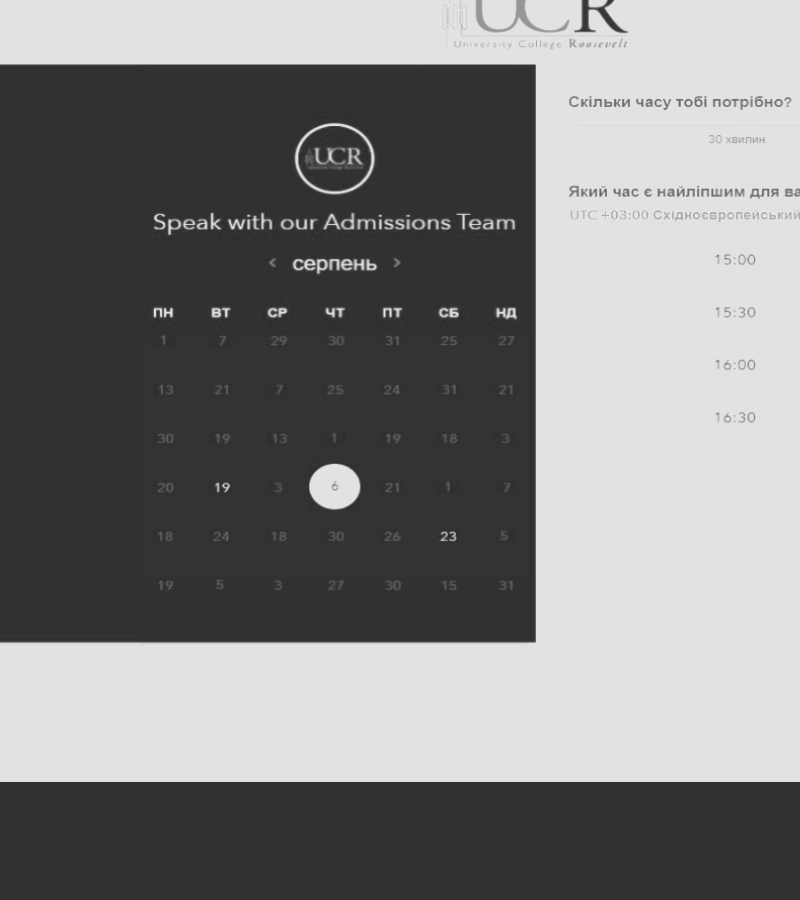 UCR
University College Roosevelt
UCR
Speak with our Admissions Team
< серпень >
ПН ВТ СР ЧТ ПТ СБ НД
1 7 29 30 31 25 27
13 21 7 25 24 31 21
30 19 13 1 19 18 3
20 19 3 6 21 1 7
18 24 18 30 26 23 5
19 5 3 27 30 15 31
Скільки часу тобі потрібно?
30 хвилин
Який час є найліпшим для ва
UTC +03:00 Східноєвропейський
15:00
15:30
16:00
16:30